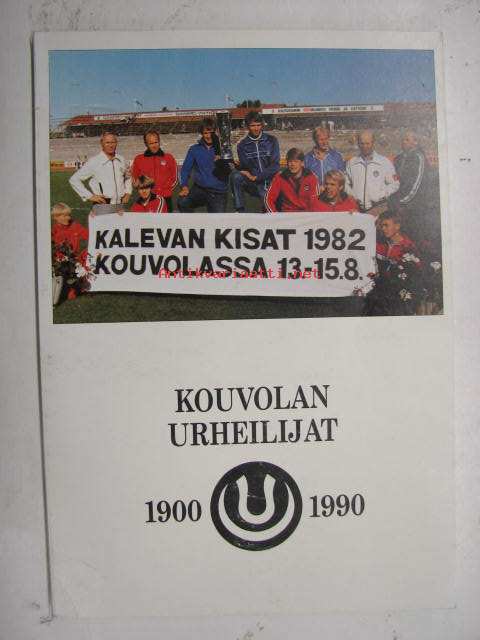 KALEVAN KISAT 1982
KOUVOLASSA 13.-15.8.
Antikvariaatti.net
KOUVOLAN
URHEILIJAT
1900 1990